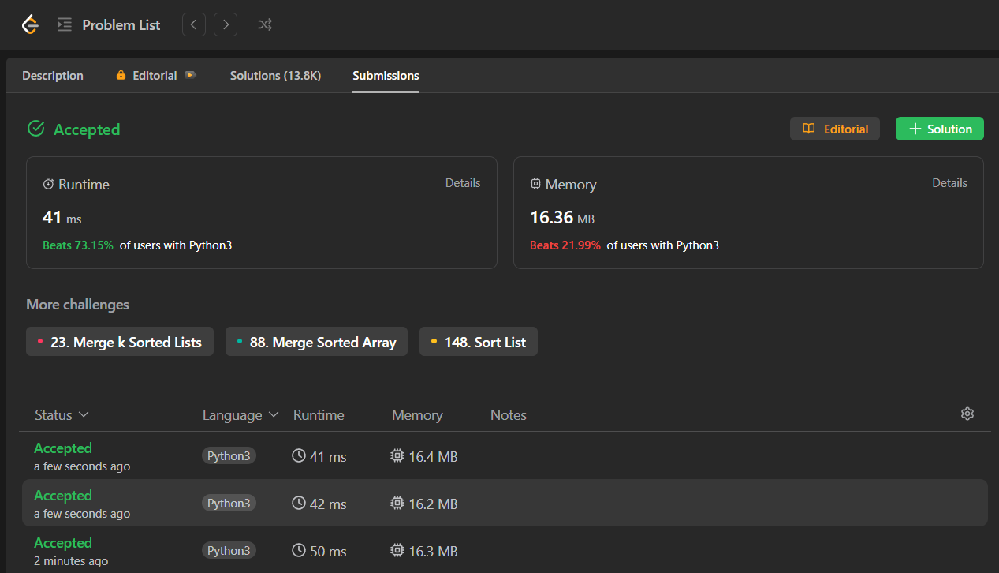 Problem List
Description Editorial Solutions (13.8K) Submissions
Accepted Editorial Solution
Runtime Details Memory Details
41 ms 16.36 MB
Beats 73.15% of users with Python3 Beats 21.99% of users with Python3
More challenges
23. Merge k Sorted Lists 88. Merge Sorted Array 148. Sort List
Status Language Runtime Memory Notes
Accepted
a few seconds ago Python3 41 ms 16.4 MB
Accepted
a few seconds ago Python3 42 ms 16.2 MB
Accepted
2 minutes ago Python3 50 ms 16.3 MB